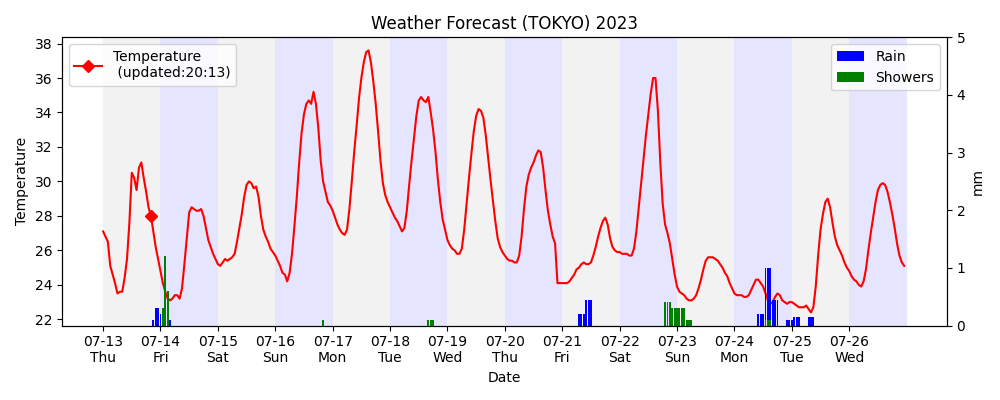 Weather Forecast (TOKYO) 2023
Temperature
(updated:20:13)
Rain
Showers
Temperature
38
36
34
32
30
28
26
24
22
5
4
3
2
1
0
mm
07-13 07-14 07-15 07-16 07-17 07-18 07-19 07-20 07-21 07-22 07-23 07-24 07-25 07-26
Thu Fri Sat Sun Mon Tue Wed Thu Fri Sat Sun Mon Tue Wed
Date